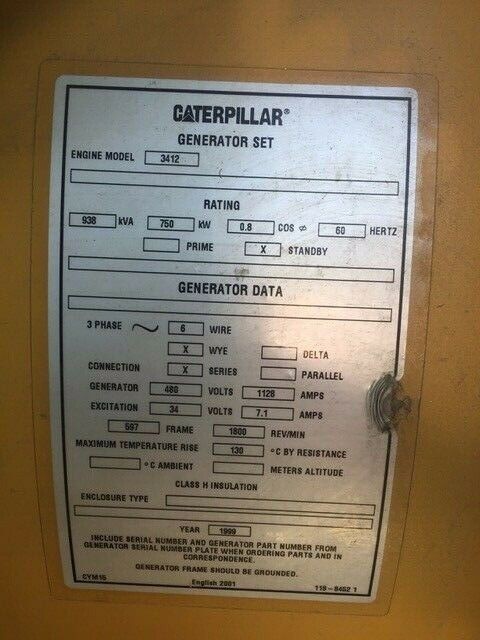 CATERPILLAR®
GENERATOR SET
ENGINE MODEL 3412
RATING
938 kVA 750 kW 0.8 COS ø 60 HERTZ
PRIME X STANDBY
GENERATOR DATA
3 PHASE ~ 6 WIRE
X WYE DELTA
CONNECTION X SERIES PARALLEL
GENERATOR 480 VOLTS 1128 AMPS
EXCITATION 34 VOLTS 7.1 AMPS
597 FRAME 1800 REV/MIN
MAXIMUM TEMPERATURE RISE 130 °C BY RESISTANCE
°C AMBIENT METERS ALTITUDE
CLASS H INSULATION
ENCLOSURE TYPE
YEAR 1999
INCLUDE SERIAL NUMBER AND GENERATOR PART NUMBER FROM
GENERATOR SERIAL NUMBER PLATE WHEN ORDERING PARTS AND IN
CORRESPONDENCE.
GENERATOR FRAME SHOULD BE GROUNDED.
CYM15 English 2001 119-8452 1